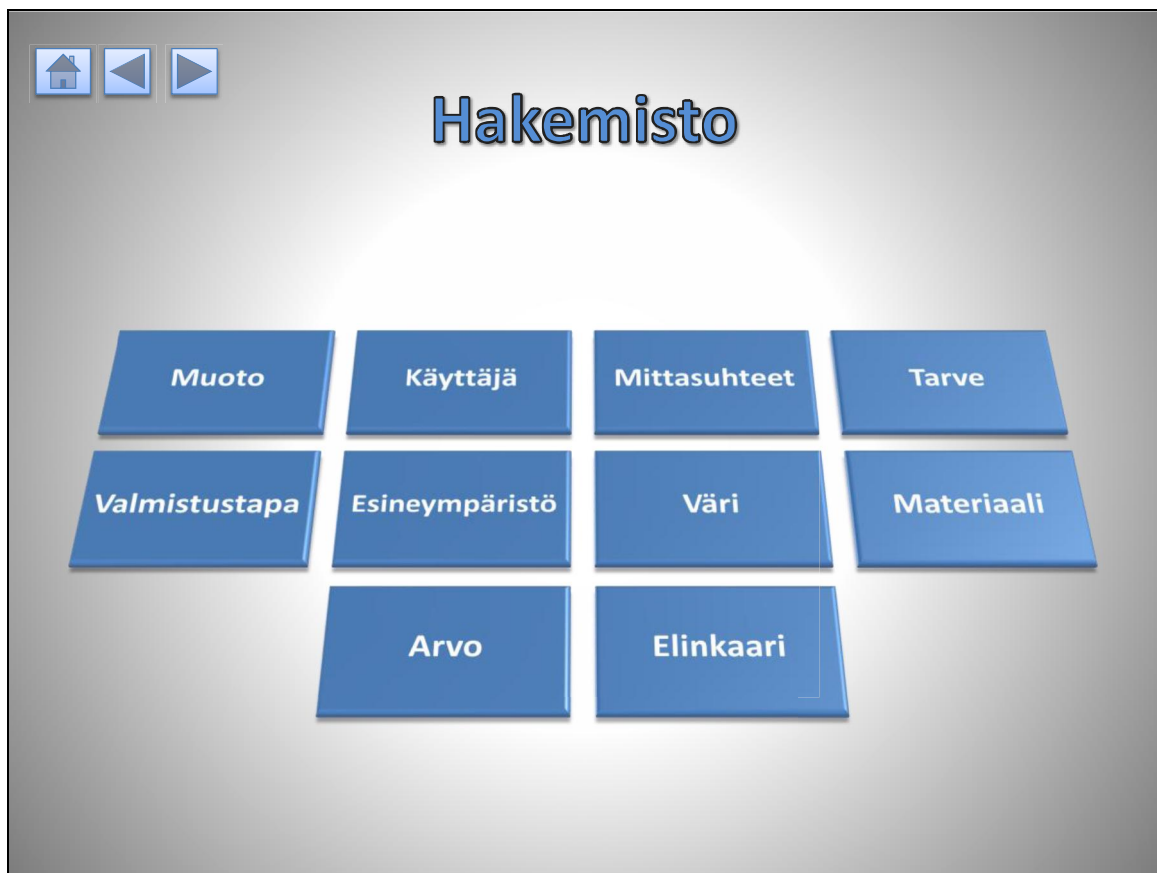 Hakemisto
Muoto
Käyttäjä
Mittasuhteet
Tarve
Valmistustapa
Esineympäristö
Väri
Materiaali
Arvo
Elinkaari